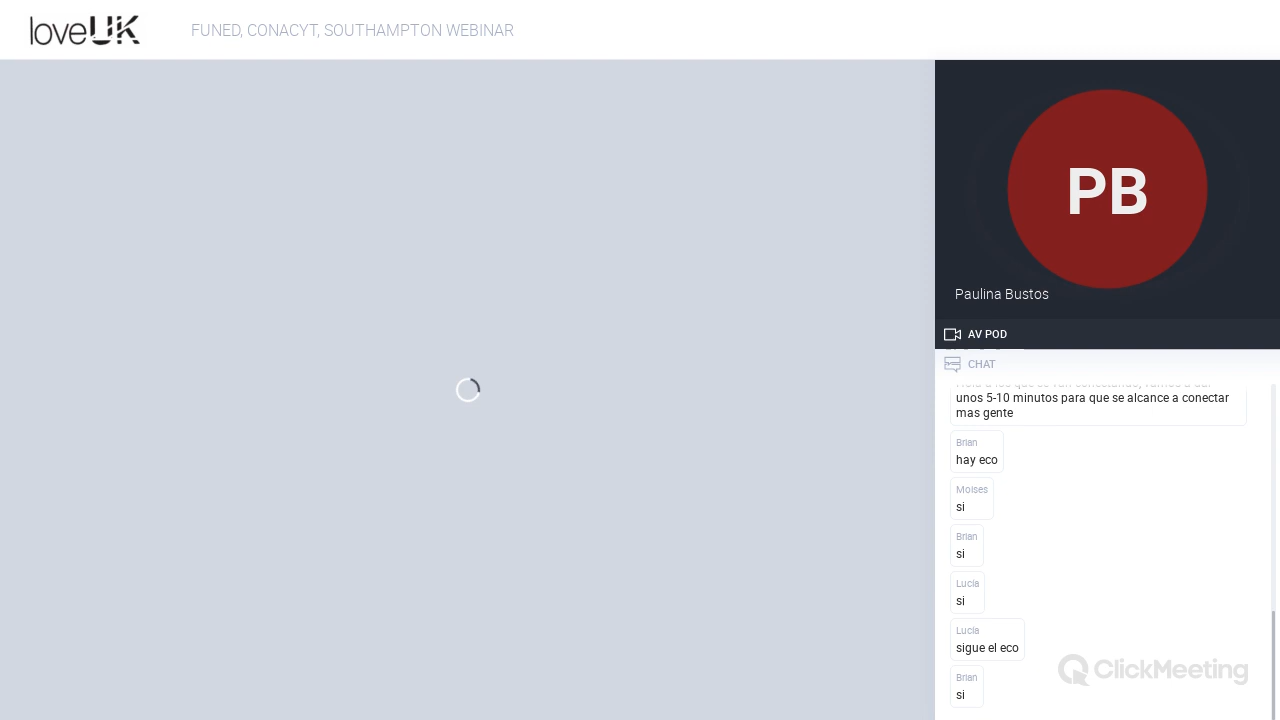 loveUK
FUNED, CONACYT, SOUTHAMPTON WEBINAR
PB
Paulina Bustos
AV POD
CHAT
unos 5-10 minutos para que se alcance a conectar
mas gente
Brian
hay eco
Moises
si
Brian
si
Lucia
si
Lucia
sigue el eco
Brian
si
ClickMeeting